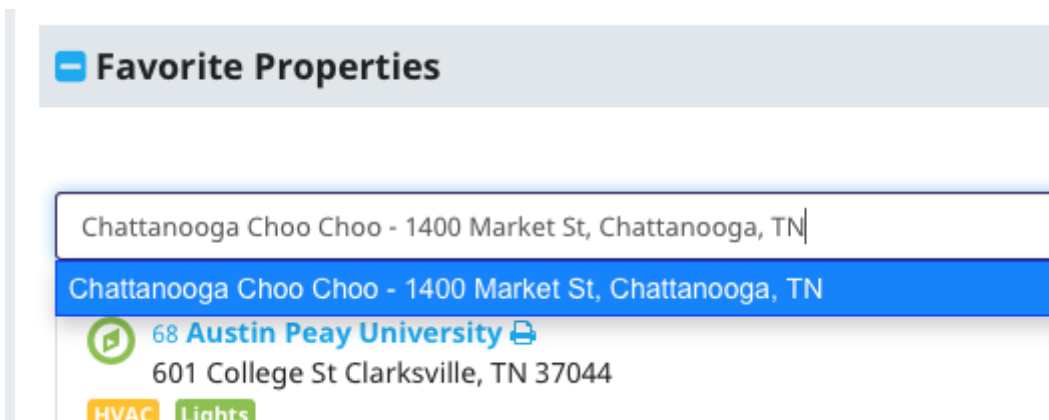 Favorite Properties
Chattanooga Choo Choo - 1400 Market St, Chattanooga, TN
Chattanooga Choo Choo - 1400 Market St, Chattanooga, TN
68 Austin Peay University
601 College St Clarksville, TN 37044
HVAC Lights